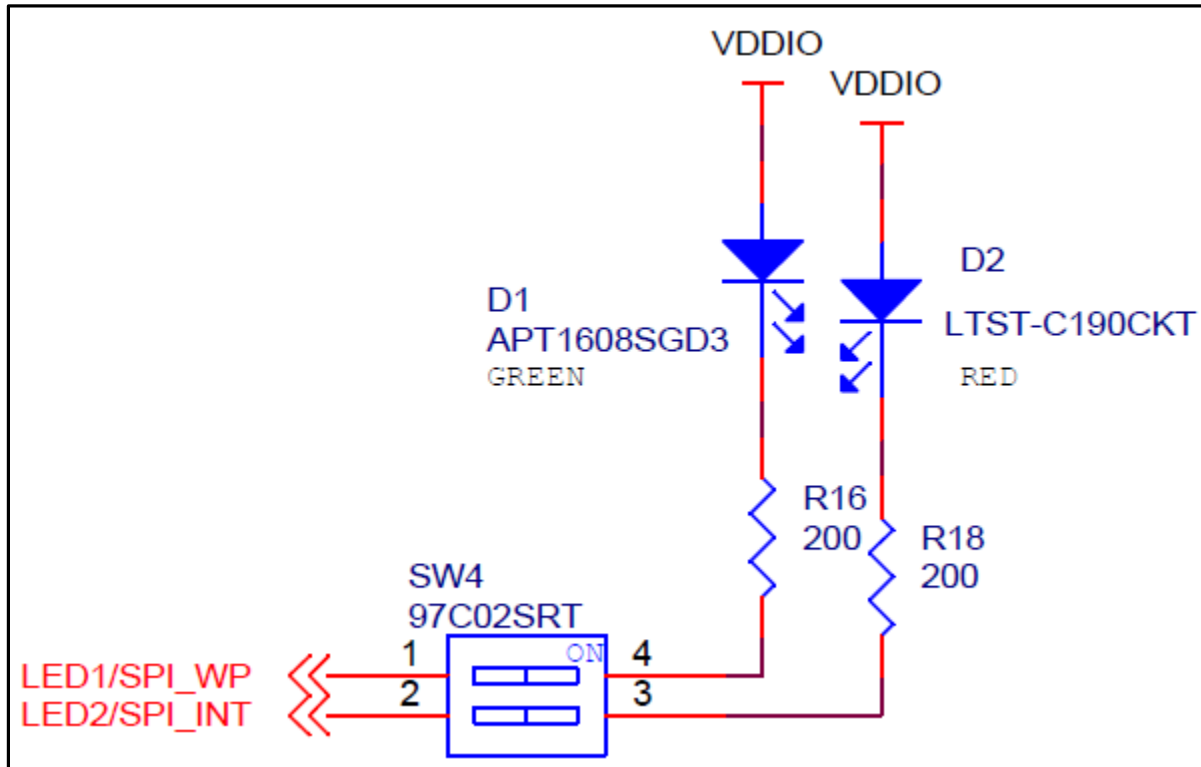 VDDIO
VDDIO
D1
APT1608SGD3
GREEN
D2
LTST-C190CKT
RED
R16
200
R18
200
SW4
97C02SRT
ON
1
4
LED1/SPI_WP
2
3
LED2/SPI_INT